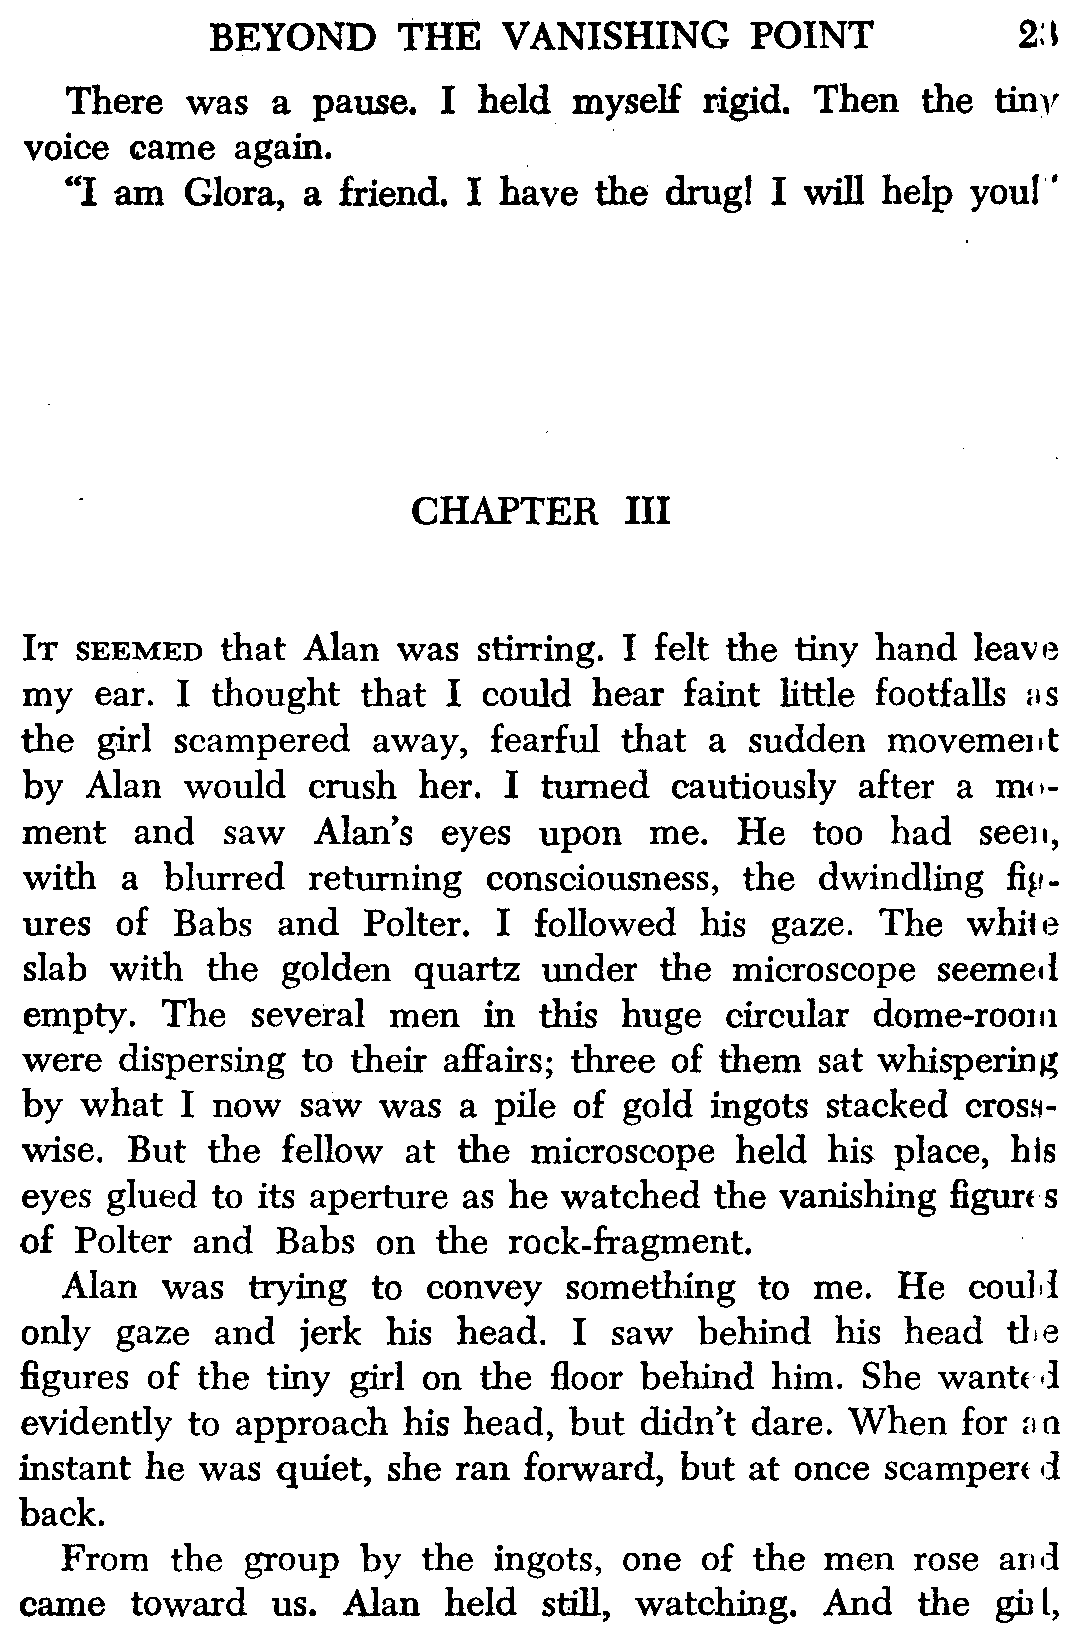 BEYOND THE VANISHING POINT 23
There was a pause. I held myself rigid. Then the tiny
voice came again.
“I am Glora, a friend. I have the drug! I will help you!”
CHAPTER III
IT SEEMED that Alan was stirring. I felt the tiny hand leave
my ear. I thought that I could hear faint little footfalls as
the girl scampered away, fearful that a sudden movement
by Alan would crush her. I turned cautiously after a mo-
ment and saw Alan’s eyes upon me. He too had seen,
with a blurred returning consciousness, the dwindling fig-
ures of Babs and Polter. I followed his gaze. The white
slab with the golden quartz under the microscope seemed
empty. The several men in this huge circular dome-room
were dispersing to their affairs; three of them sat whispering
by what I now saw was a pile of gold ingots stacked cross-
wise. But the fellow at the microscope held his place, his
eyes glued to its aperture as he watched the vanishing figures
of Polter and Babs on the rock-fragment.
Alan was trying to convey something to me. He could
only gaze and jerk his head. I saw behind his head the
figures of the tiny girl on the floor behind him. She wanted
evidently to approach his head, but didn’t dare. When for an
instant he was quiet, she ran forward, but at once scampered
back.
From the group by the ingots, one of the men rose and
came toward us. Alan held still, watching. And the girl,